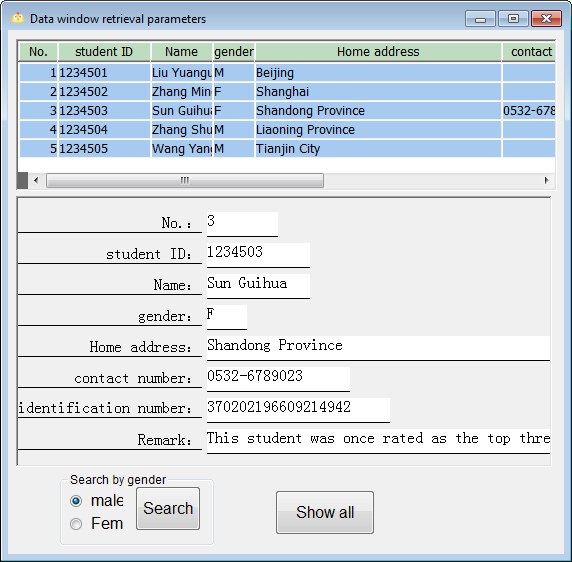 Data window retrieval parameters
No. student ID Name gender Home address contact
1 1234501 Liu Yuangu M Beijing
2 1234502 Zhang Min F Shanghai
3 1234503 Sun Guihua F Shandong Province 0532-678
4 1234504 Zhang Shu M Liaoning Province
5 1234505 Wang Yang M Tianjin City
No.: 3
student ID: 1234503
Name: Sun Guihua
gender: F
Home address: Shandong Province
contact number: 0532-6789023
identification number: 370202196609214942
Remark: This student was once rated as the top thre
Search by gender
male
Fem
Search
Show all